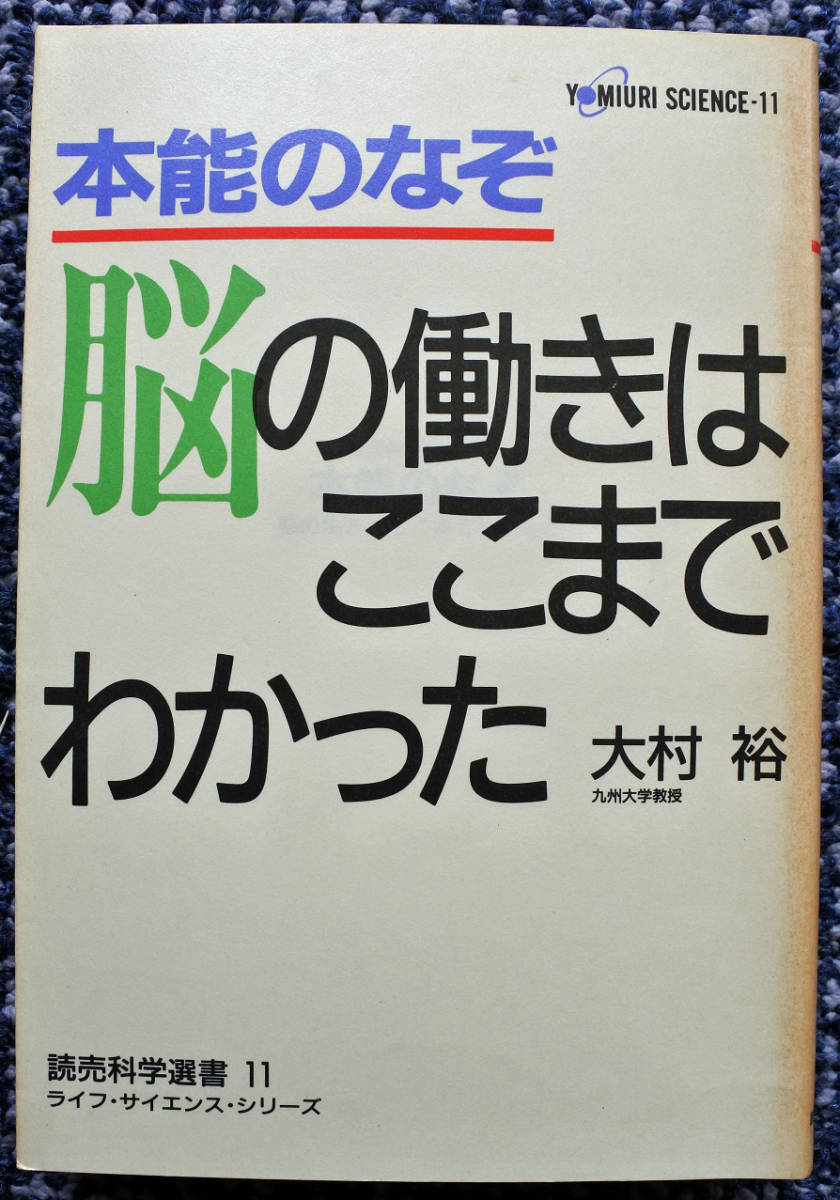 YOMIURI SCIENCE-11
本能のなぞ
脳の働きは
ここまで
わかった
大村 裕
九州大学教授
読売科学選書 11
ライフ・サイエンス・シリーズ